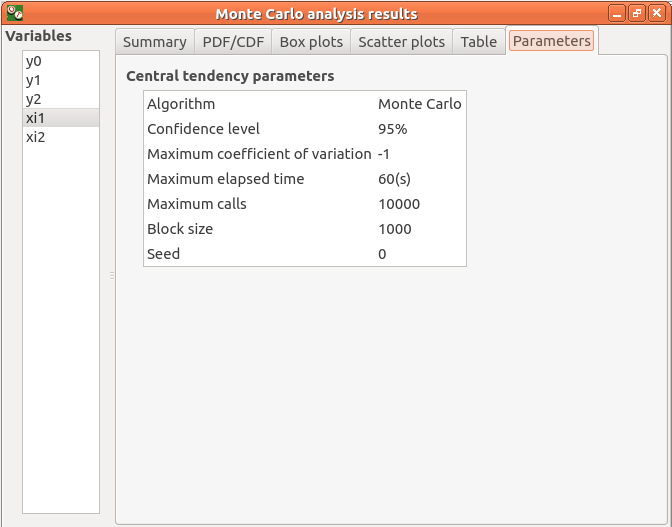 Monte Carlo analysis results
Variables
y0
y1
y2
xi1
xi2
Summary PDF/CDF Box plots Scatter plots Table Parameters
Central tendency parameters
Algorithm Monte Carlo
Confidence level 95%
Maximum coefficient of variation -1
Maximum elapsed time 60(s)
Maximum calls 10000
Block size 1000
Seed 0